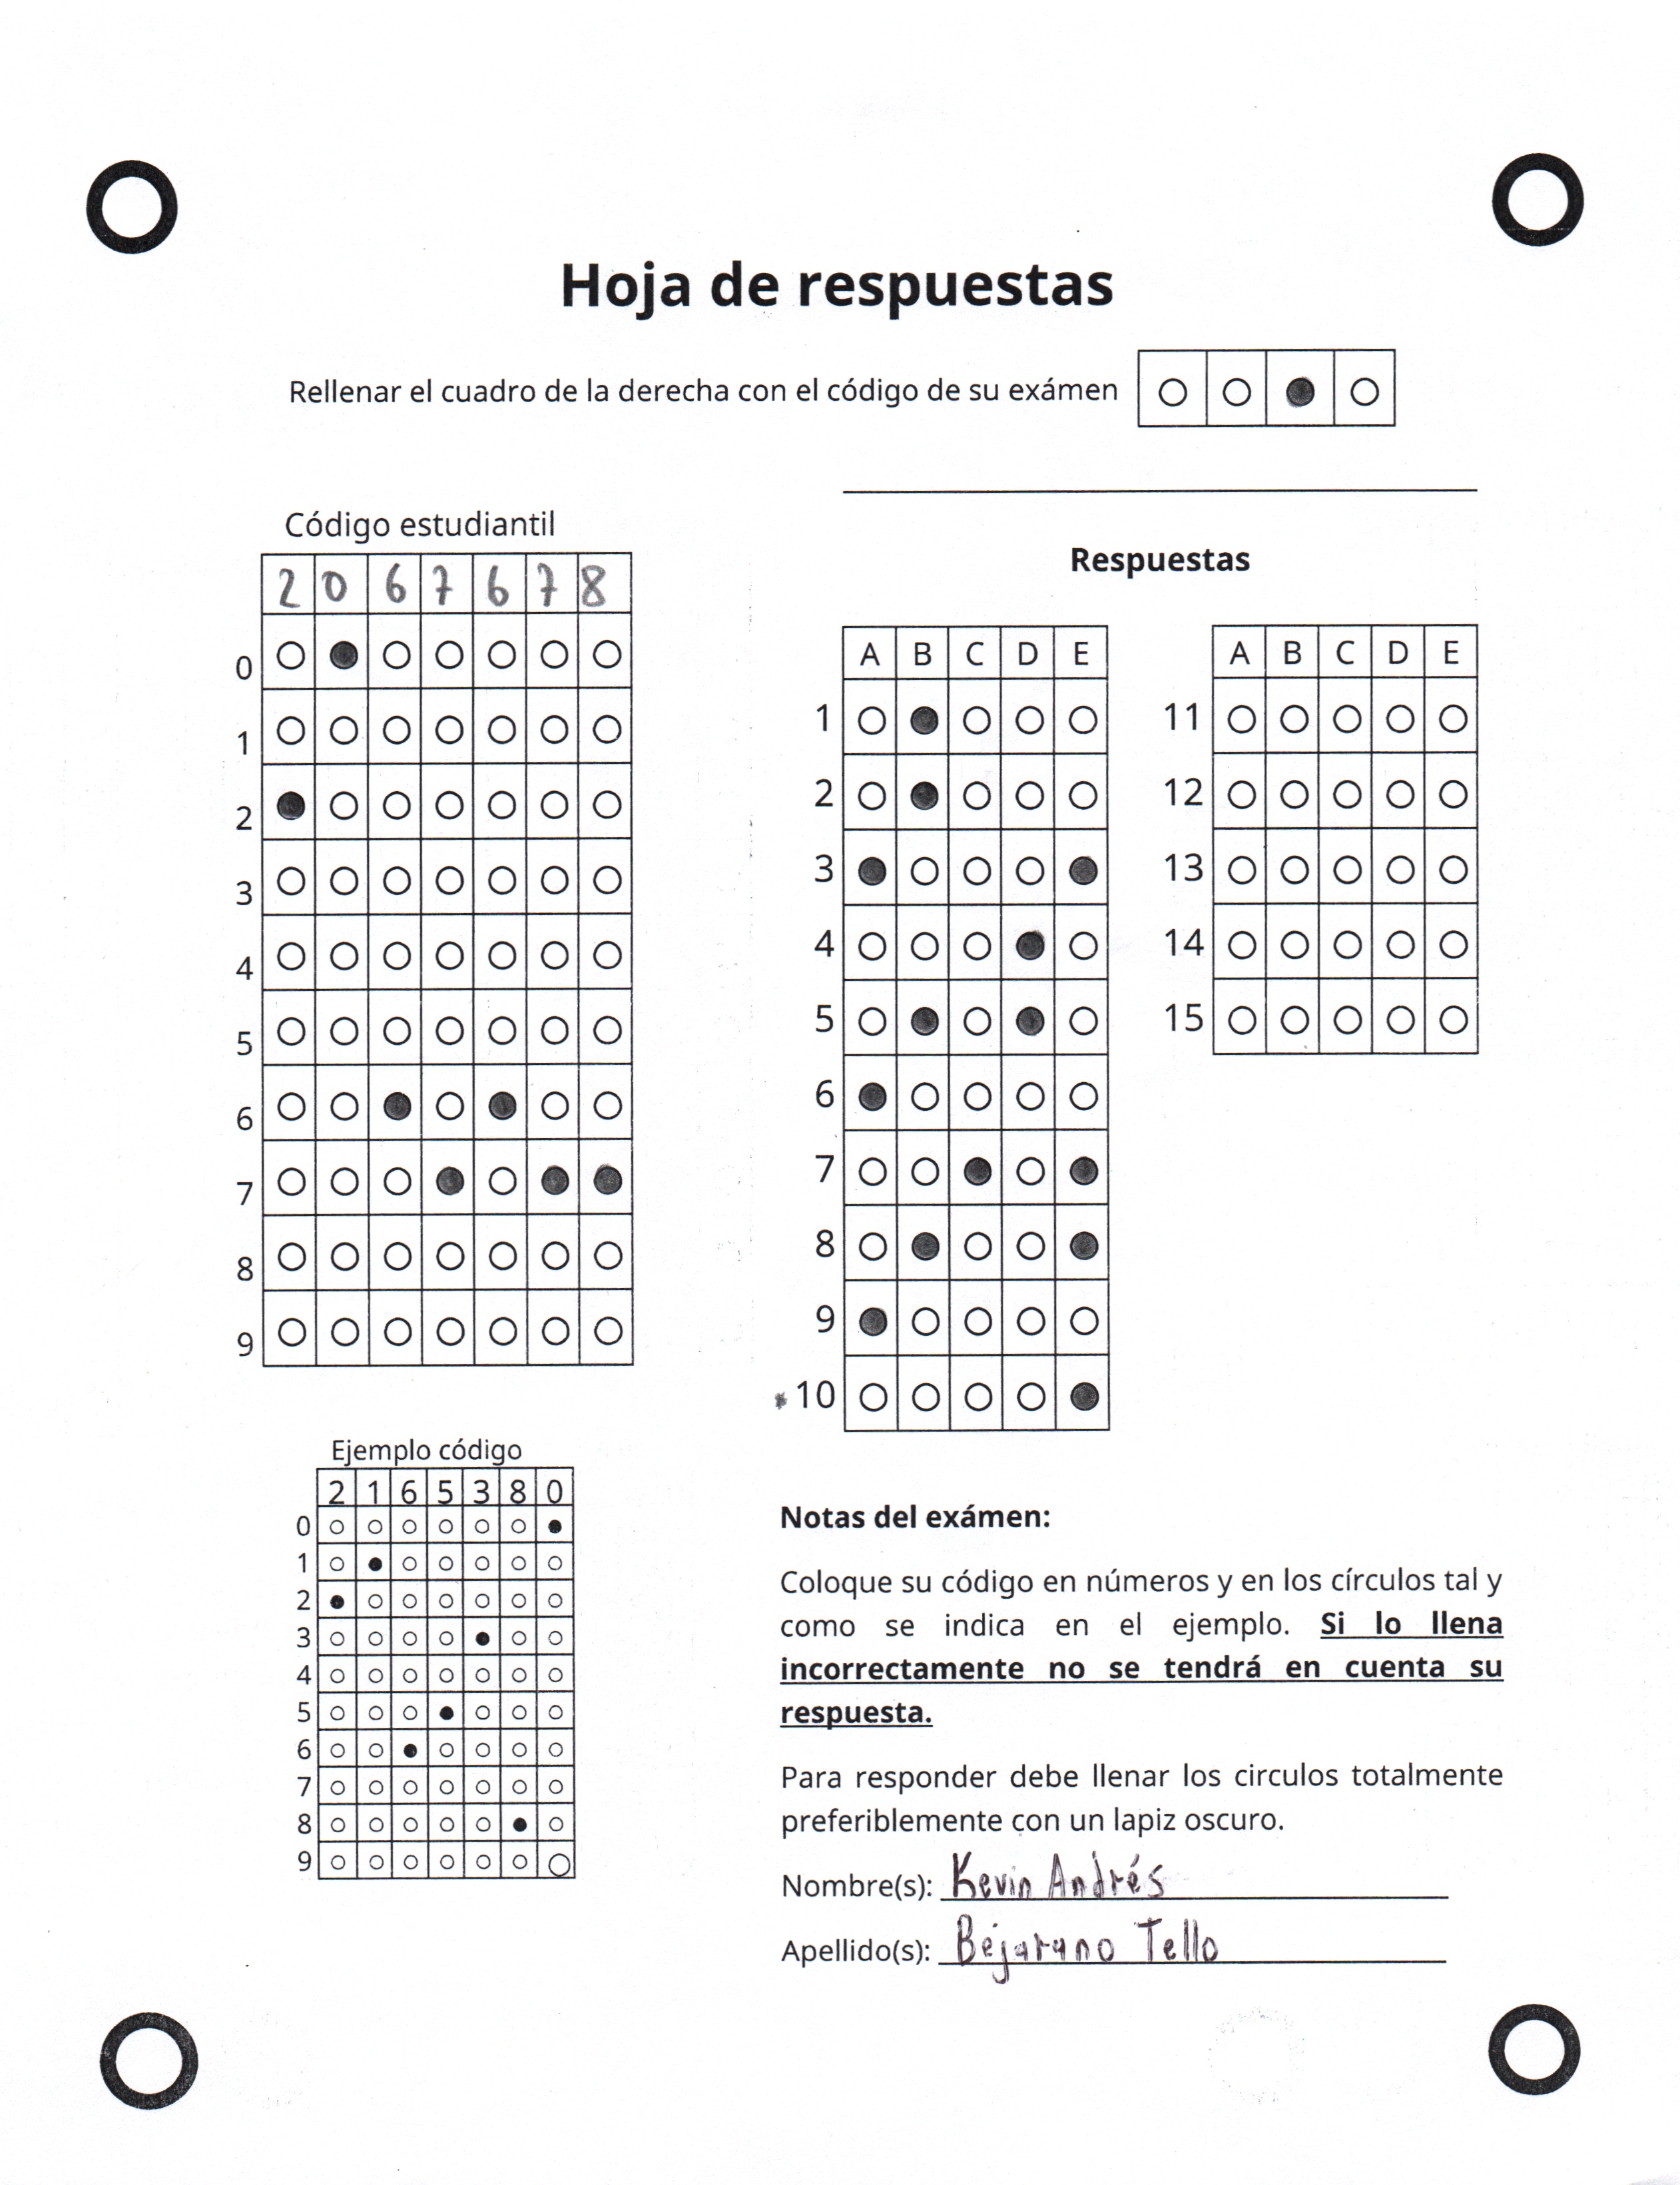 Hoja de respuestas
Rellenar el cuadro de la derecha con el código de su exámen
Código estudiantil
2 0 6 7 6 7 8
0
1
2
3
4
5
6
7
8
9
Respuestas
A B C D E
1
2
3
4
5
6
7
8
9
10
A B C D E
11
12
13
14
15
Ejemplo código
2 1 6 5 3 8 0
0
1
2
3
4
5
6
7
8
9
Notas del exámen:
Coloque su código en números y en los círculos tal y
como se indica en el ejemplo. Si lo llena
incorrectamente no se tendrá en cuenta su
respuesta.
Para responder debe llenar los circulos totalmente
preferiblemente con un lapiz oscuro.
Nombre(s): Kevin Andrés
Apellido(s): Béjarano Tello